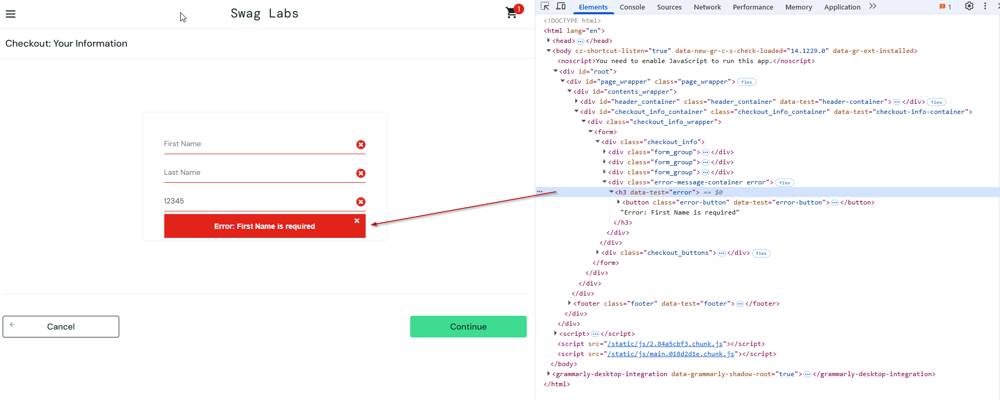 Swag Labs
1
Checkout: Your Information
First Name
Last Name
12345
Error: First Name is required
Cancel
Continue
Elements Console Sources Network Performance Memory Application 1
<!DOCTYPE html>
<html lang="en">
<head>…</head>
<body cz-shortcut-listen="true" data-new-gr-c-s-check-loaded="14.1229.0" data-gr-ext-installed>
<noscript>You need to enable JavaScript to run this app.</noscript>
<div id="root">
<div id="page_wrapper" class="page_wrapper"> flex
<div id="contents_wrapper">
<div id="header_container" class="header_container" data-test="header-container">…</div> flex
<div id="checkout_info_container" class="checkout_info_container" data-test="checkout-info-container">
<div class="checkout_info_wrapper">
<form>
<div class="checkout_info">
<div class="form_group">…</div>
<div class="form_group">…</div>
<div class="form_group">…</div>
<div class="error-message-container error"> flex
<h3 data-test="error"> == $0
<button class="error-button" data-test="error-button">…</button>
"Error: First Name is required"
</h3>
</div>
</div>
<div class="checkout_buttons">…</div> flex
</form>
</div>
</div>
</div>
<footer class="footer" data-test="footer">…</footer>
</div>
</div>
<script>…</script>
<script src="/static/js/2.84a5cbf3.chunk.js"></script>
<script src="/static/js/main.018d2d1e.chunk.js"></script>
</body>
<grammarly-desktop-integration data-grammarly-shadow-root="true">…</grammarly-desktop-integration>
</html>